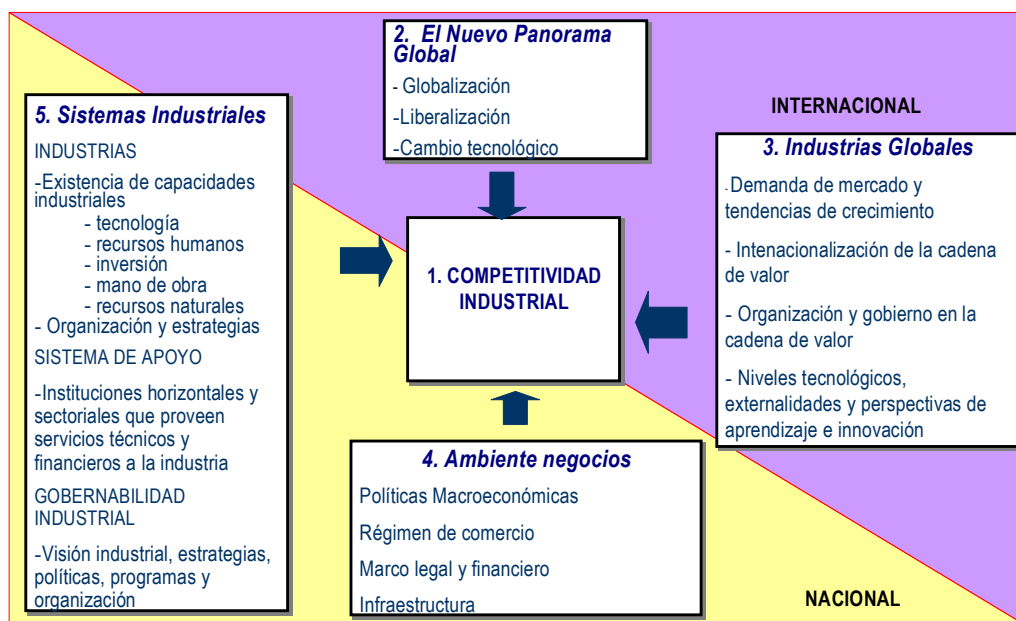 2. El Nuevo Panorama
Global
- Globalización
-Liberalización
-Cambio tecnológico
INTERNACIONAL
5. Sistemas Industriales
INDUSTRIAS
-Existencia de capacidades
industriales
- tecnología
- recursos humanos
- inversión
- mano de obra
- recursos naturales
- Organización y estrategias
SISTEMA DE APOYO
-Instituciones horizontales y
sectoriales que proveen
servicios técnicos y
financieros a la industria
GOBERNABILIDAD
INDUSTRIAL
-Visión industrial, estrategias,
políticas, programas y
organización
1. COMPETITIVIDAD
INDUSTRIAL
3. Industrias Globales
-Demanda de mercado y
tendencias de crecimiento
- Intenacionalización de la cadena
de valor
- Organización y gobierno en la
cadena de valor
- Niveles tecnológicos,
externalidades y perspectivas de
aprendizaje e innovación
4. Ambiente negocios
Políticas Macroeconómicas
Régimen de comercio
Marco legal y financiero
Infraestructura
NACIONAL